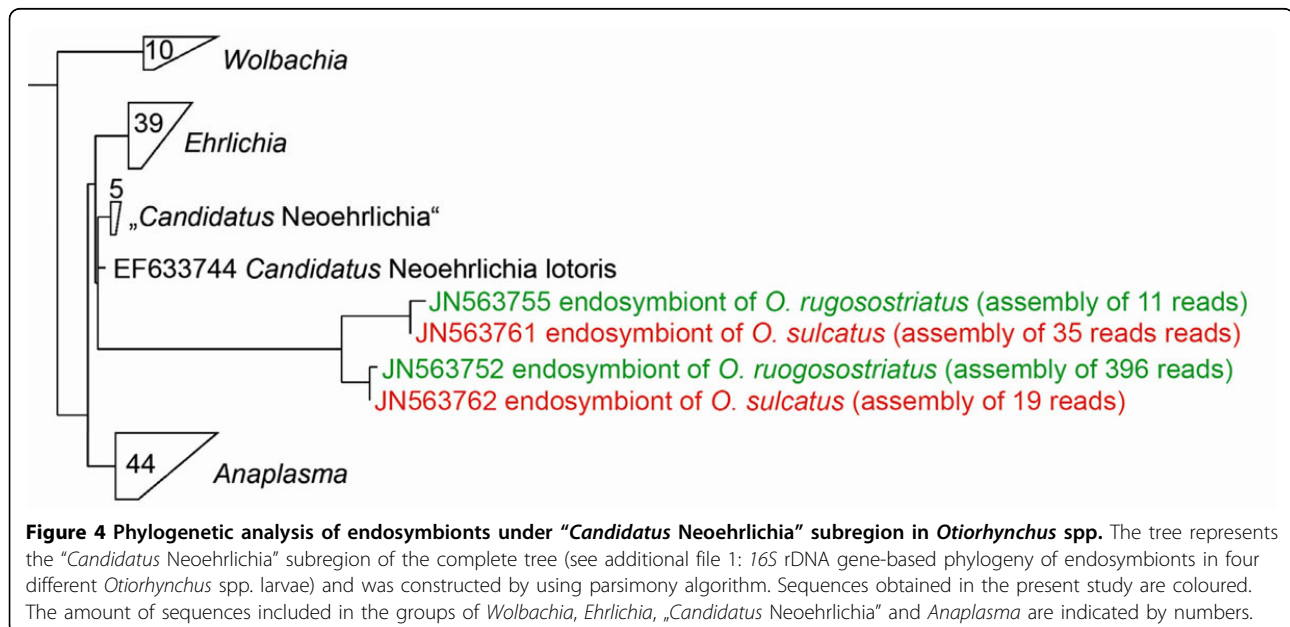 10
Wolbachia
39
Ehrlichia
5
„Candidatus Neoehrlichia“
EF633744 Candidatus Neoehrlichia lotoris
JN563755 endosymbiont of O. rugosostriatus (assembly of 11 reads)
JN563761 endosymbiont of O. sulcatus (assembly of 35 reads reads)
JN563752 endosymbiont of O. ruogosostriatus (assembly of 396 reads)
JN563762 endosymbiont of O. sulcatus (assembly of 19 reads)
44
Anaplasma
Figure 4 Phylogenetic analysis of endosymbionts under “Candidatus Neoehrlichia” subregion in Otiorhynchus spp. The tree represents
the “Candidatus Neoehrlichia” subregion of the complete tree (see additional file 1: 16S rDNA gene-based phylogeny of endosymbionts in four
different Otiorhynchus spp. larvae) and was constructed by using parsimony algorithm. Sequences obtained in the present study are coloured.
The amount of sequences included in the groups of Wolbachia, Ehrlichia, „Candidatus Neoehrlichia” and Anaplasma are indicated by numbers.